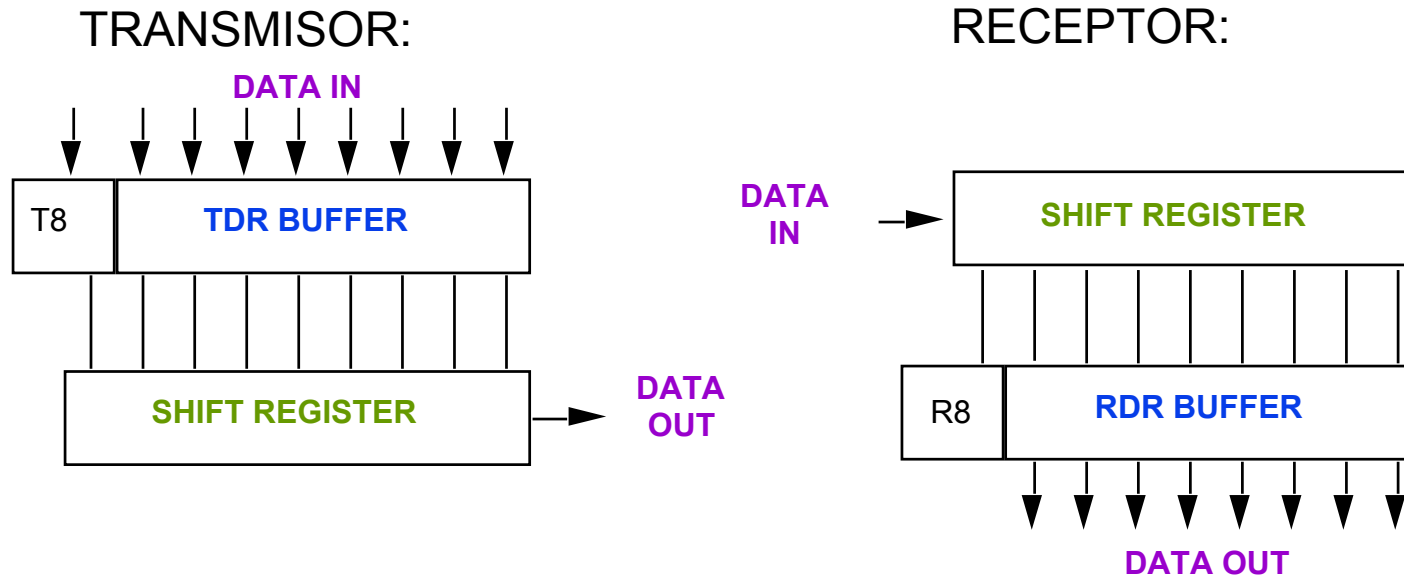 TRANSMISOR:
DATA IN
T8
TDR BUFFER
SHIFT REGISTER
DATA
OUT
RECEPTOR:
DATA
IN
SHIFT REGISTER
R8
RDR BUFFER
DATA OUT